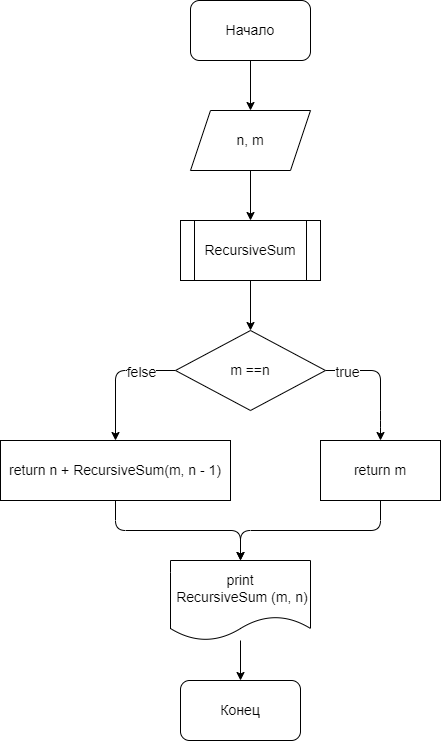 Начало
n, m
RecursiveSum
m ==n
felse
true
return n + RecursiveSum(m, n - 1)
return m
print
RecursiveSum (m, n)
Конец